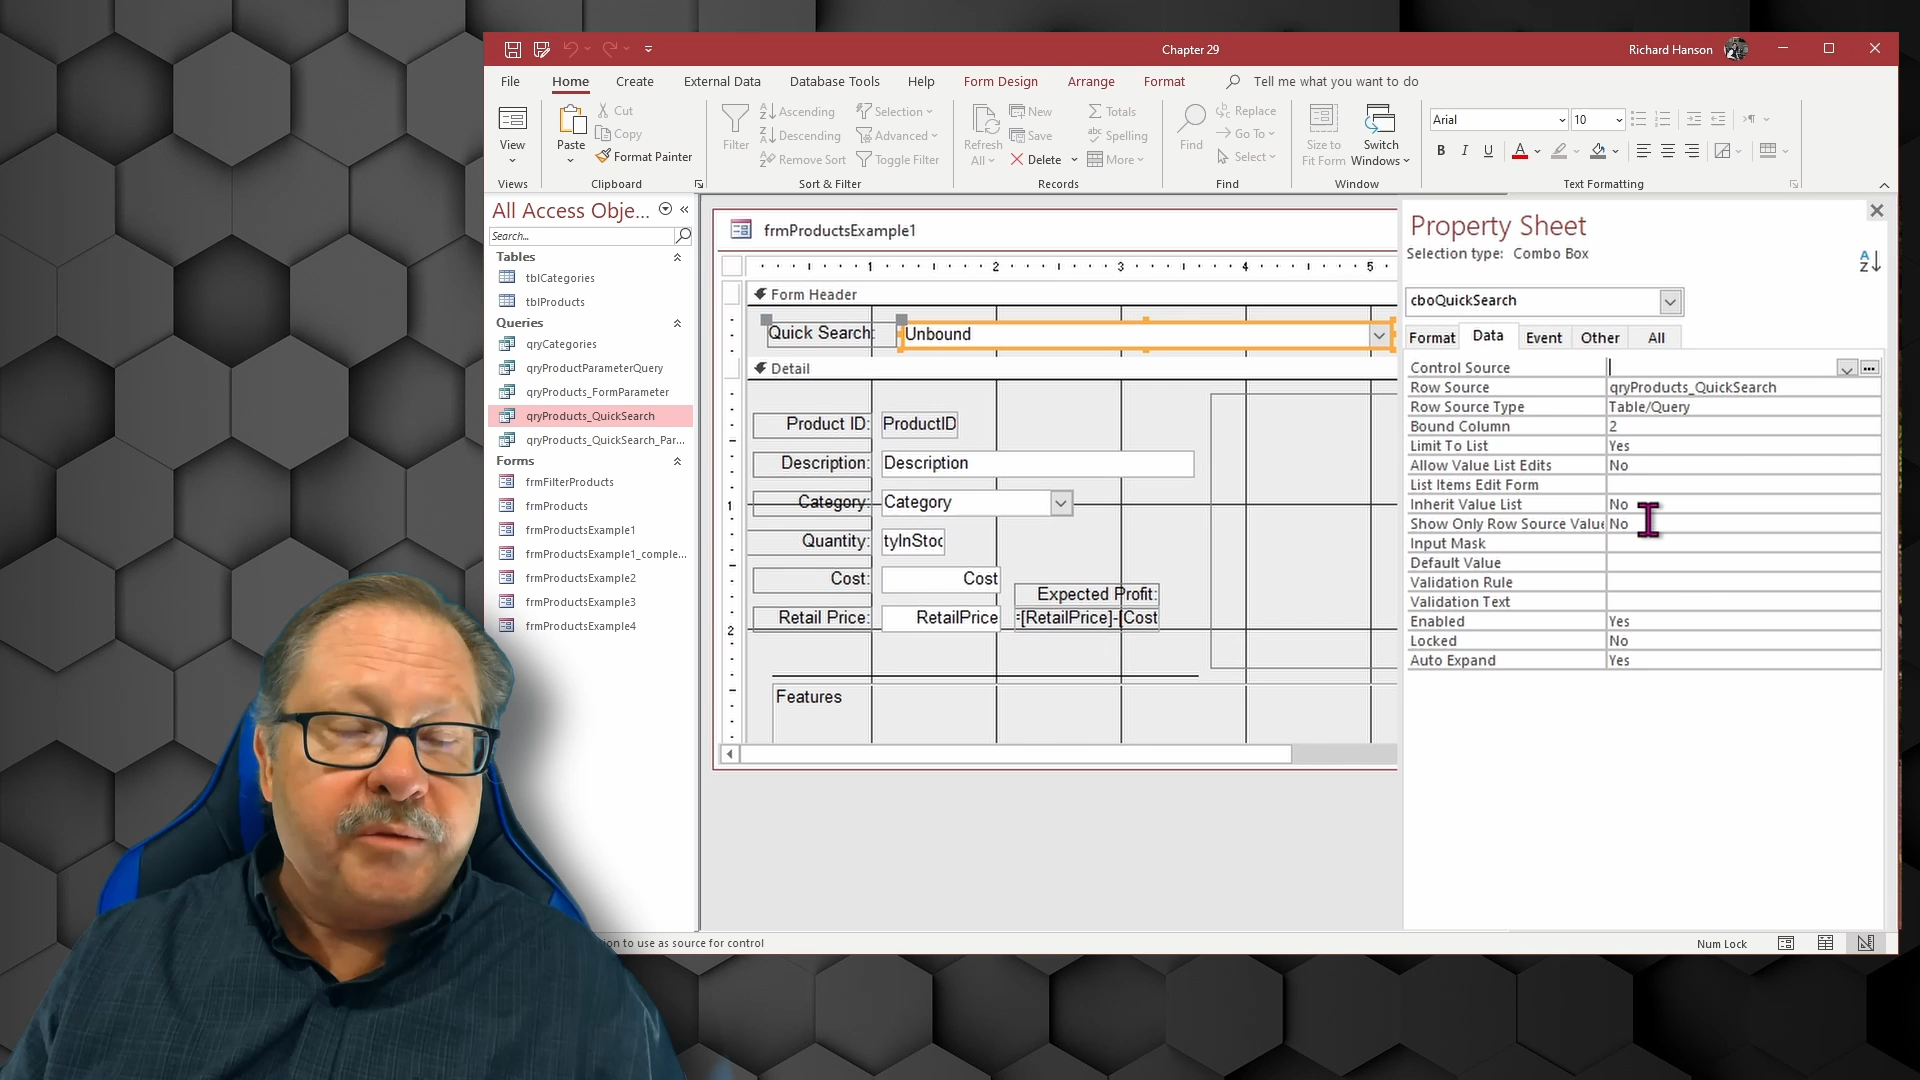 Chapter 29
Richard Hanson
File Home Create External Data Database Tools Help Form Design Arrange Format Tell me what you want to do
View
Views
Paste
Cut
Copy
Format Painter
Clipboard
Filter
Ascending
Descending
Remove Sort
Selection
Advanced
Toggle Filter
Sort & Filter
Refresh
All
New
Save
Delete
Totals
Spelling
More
Records
Find
Replace
Go To
Select
Find
Size to
Fit Form
Switch
Windows
Window
Arial
10
B I U A
Text Formatting
All Access Obje...
Search...
Tables
tblCategories
tblProducts
Queries
qryCategories
qryProductParameterQuery
qryProducts_FormParameter
qryProducts_QuickSearch
qryProducts_QuickSearch_Par...
Forms
frmFilterProducts
frmProducts
frmProductsExample1
frmProductsExample1_comple...
frmProductsExample2
frmProductsExample3
frmProductsExample4
frmProductsExample1
1 2 3 4 5
Form Header
Quick Search: Unbound
Detail
Product ID: ProductID
Description: Description
1
Category: Category
Quantity: tyInStoc
Cost: Cost
Expected Profit:
Retail Price: RetailPrice =[RetailPrice]-[Cost
2
Features
Property Sheet
Selection type: Combo Box
A
Z
cboQuickSearch
Format Data Event Other All
Control Source
Row Source qryProducts_QuickSearch
Row Source Type Table/Query
Bound Column 2
Limit To List Yes
Allow Value List Edits No
List Items Edit Form
Inherit Value List No
Show Only Row Source Value No
Input Mask
Default Value
Validation Rule
Validation Text
Enabled Yes
Locked No
Auto Expand Yes
on to use as source for control
Num Lock